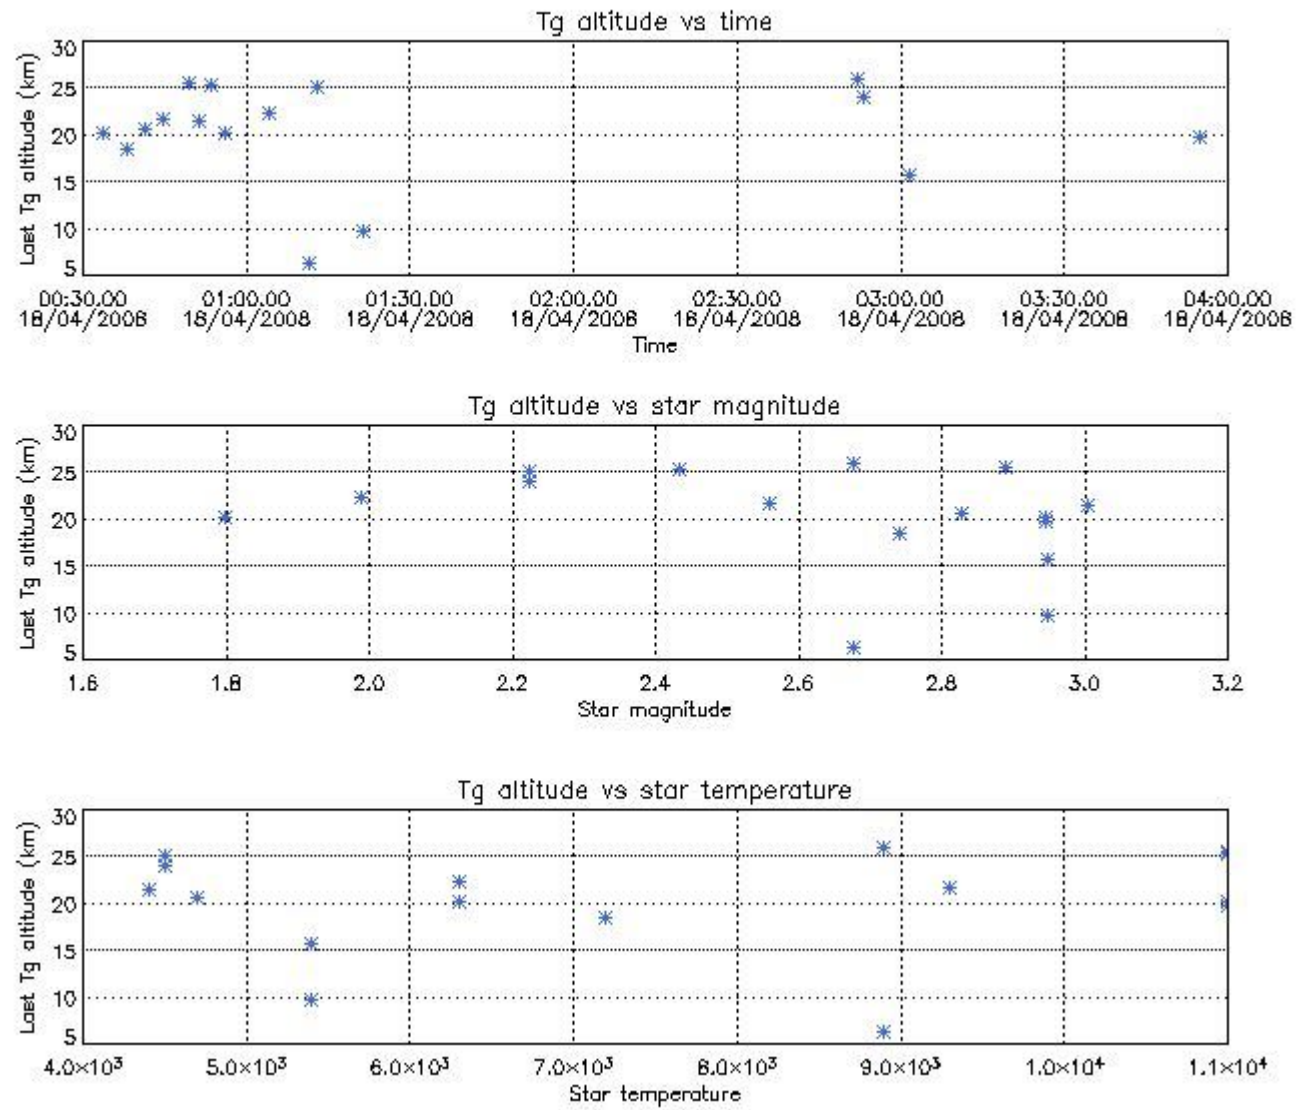 Tg altitude vs time
Last Tg altitude (km)
30
25
20
15
10
5
00:30.00 01:00.00 01:30.00 02:00.00 02:30.00 03:00.00 03:30.00 04:00.00
18/04/2006 18/04/2008 18/04/2008 18/04/2008 18/04/2008 18/04/2008 18/04/2008 18/04/2006
Time
Tg altitude vs star magnitude
Last Tg altitude (km)
30
25
20
15
10
5
1.6 1.8 2.0 2.2 2.4 2.6 2.8 3.0 3.2
Star magnitude
Tg altitude vs star temperature
Last Tg altitude (km)
30
25
20
15
10
5
4.0×10³ 5.0×10³ 6.0×10³ 7.0×10³ 8.0×10³ 9.0×10³ 1.0×10⁴ 1.1×10⁴
Star temperature